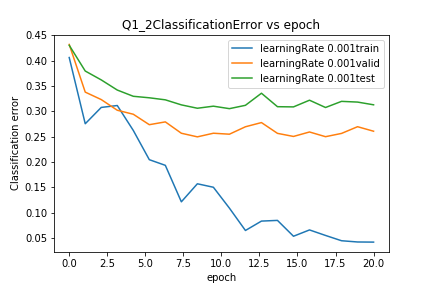 Q1_2ClassificationError vs epoch
learningRate 0.001train
learningRate 0.001valid
learningRate 0.001test
Classification error
0.45
0.40
0.35
0.30
0.25
0.20
0.15
0.10
0.05
0.0 2.5 5.0 7.5 10.0 12.5 15.0 17.5 20.0
epoch